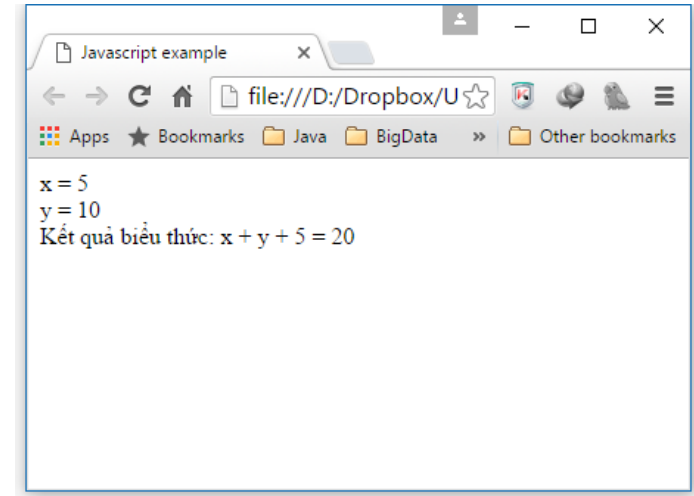 Javascript example
file:///D:/Dropbox/U
Apps Bookmarks Java BigData » Other bookmarks
x = 5
y = 10
Kết quả biểu thức: x + y + 5 = 20